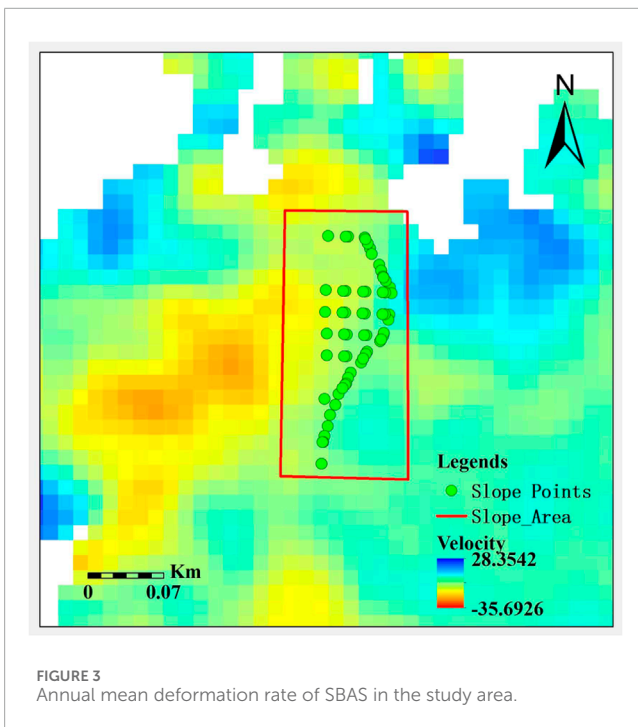 N
Legends
Slope Points
Slope_Area
Velocity
28.3542
-35.6926
Km
0 0.07
FIGURE 3
Annual mean deformation rate of SBAS in the study area.